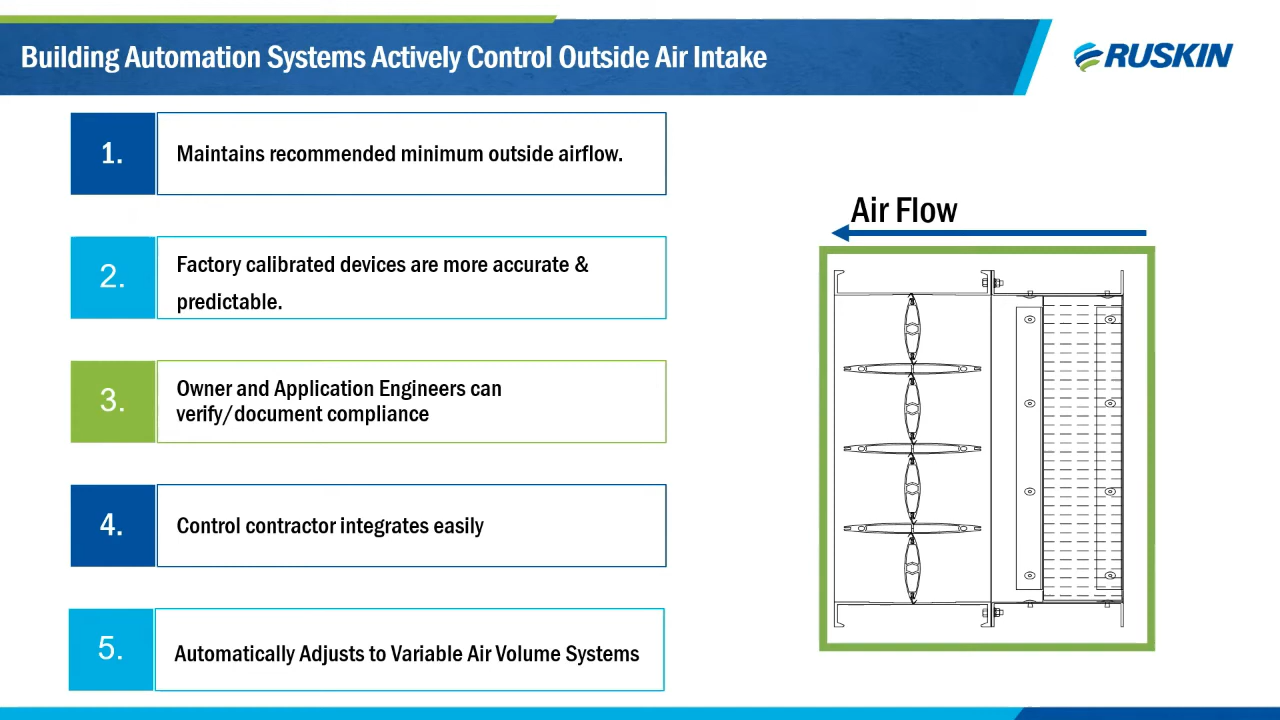 Building Automation Systems Actively Control Outside Air Intake
RUSKIN
1.
Maintains recommended minimum outside airflow.
2.
Factory calibrated devices are more accurate &
predictable.
3.
Owner and Application Engineers can
verify/document compliance
4.
Control contractor integrates easily
5.
Automatically Adjusts to Variable Air Volume Systems
Air Flow